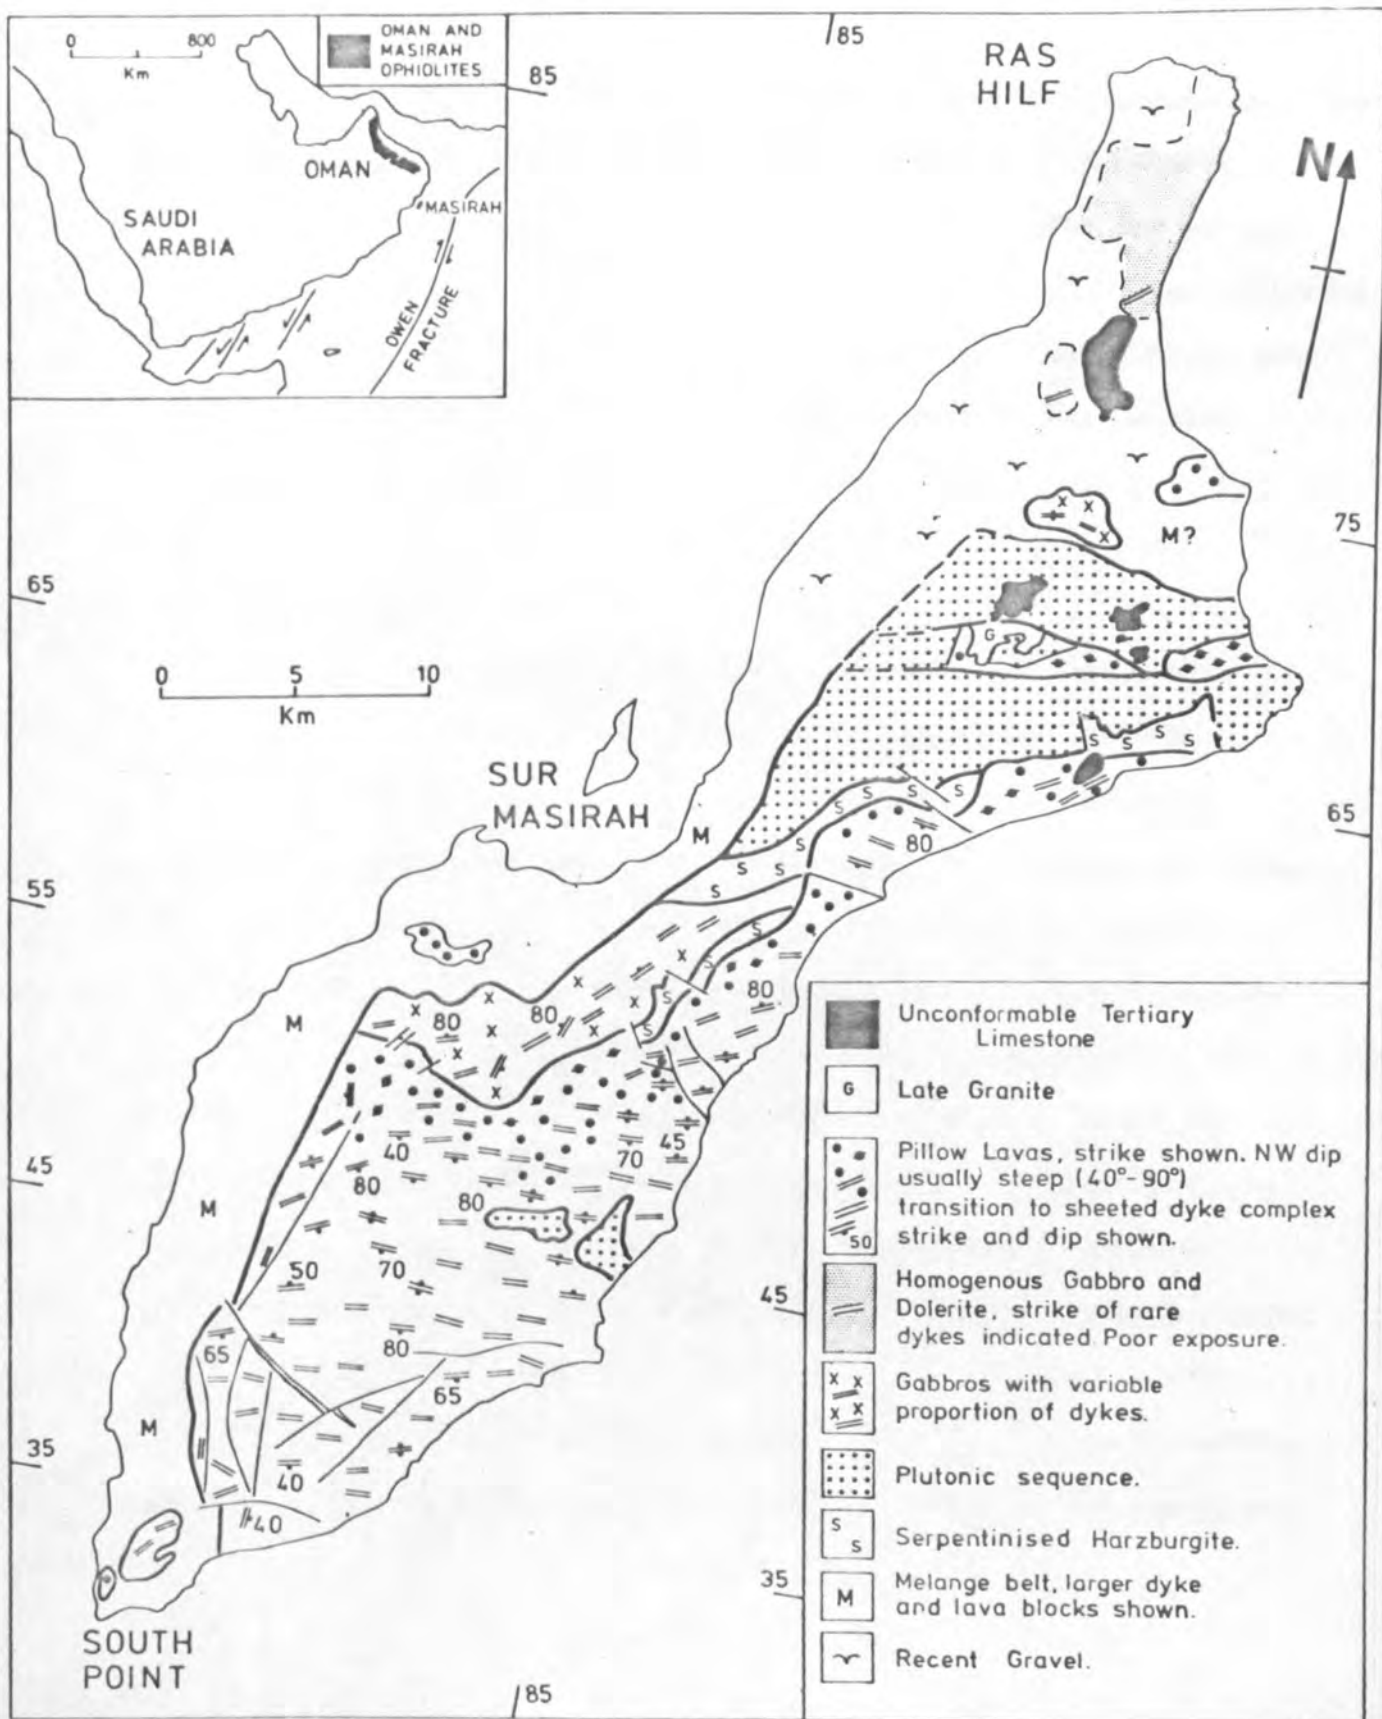 0 800
Km
OMAN AND
MASIRAH
OPHIOLITES
OMAN
MASIRAH
SAUDI
ARABIA
OWEN
FRACTURE
85
85
RAS
HILF
N
75
M?
65
G
0 5 10
Km
S S S S
SUR
MASIRAH
M
S S S S
65
80
S
S S
55
S
S
S
80
M
80 80
S
S
45
40
45
70
80
80
M
50 70
45
80
65
65
M
35
40
40
35
SOUTH
POINT
85
Unconformable Tertiary
Limestone
G Late Granite
Pillow Lavas, strike shown. NW dip
usually steep (40°-90°)
transition to sheeted dyke complex
50 strike and dip shown.
Homogenous Gabbro and
Dolerite, strike of rare
dykes indicated. Poor exposure.
x x Gabbros with variable
x x proportion of dykes.
Plutonic sequence.
S
S Serpentinised Harzburgite.
M Melange belt, larger dyke
and lava blocks shown.
Recent Gravel.